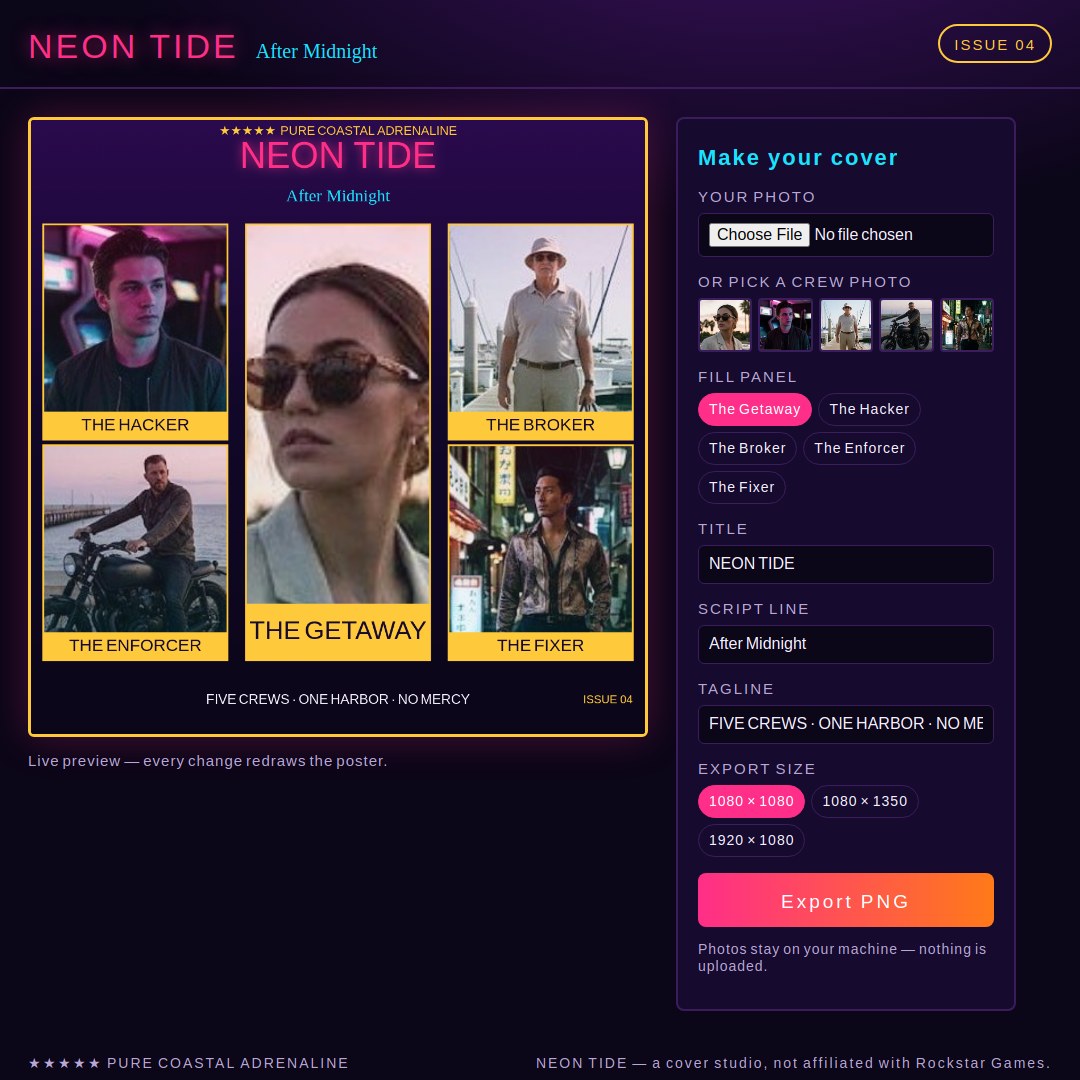 NEON TIDE After Midnight
ISSUE 04
★★★★★ PURE COASTAL ADRENALINE
NEON TIDE
After Midnight
THE HACKER
THE BROKER
THE ENFORCER
THE GETAWAY
THE FIXER
FIVE CREWS · ONE HARBOR · NO MERCY
ISSUE 04
Live preview — every change redraws the poster.
Make your cover
YOUR PHOTO
Choose File No file chosen
OR PICK A CREW PHOTO
FILL PANEL
The Getaway The Hacker
The Broker The Enforcer
The Fixer
TITLE
NEON TIDE
SCRIPT LINE
After Midnight
TAGLINE
FIVE CREWS · ONE HARBOR · NO ME
EXPORT SIZE
1080 × 1080 1080 × 1350
1920 × 1080
Export PNG
Photos stay on your machine — nothing is
uploaded.
★★★★★ PURE COASTAL ADRENALINE
NEON TIDE — a cover studio, not affiliated with Rockstar Games.